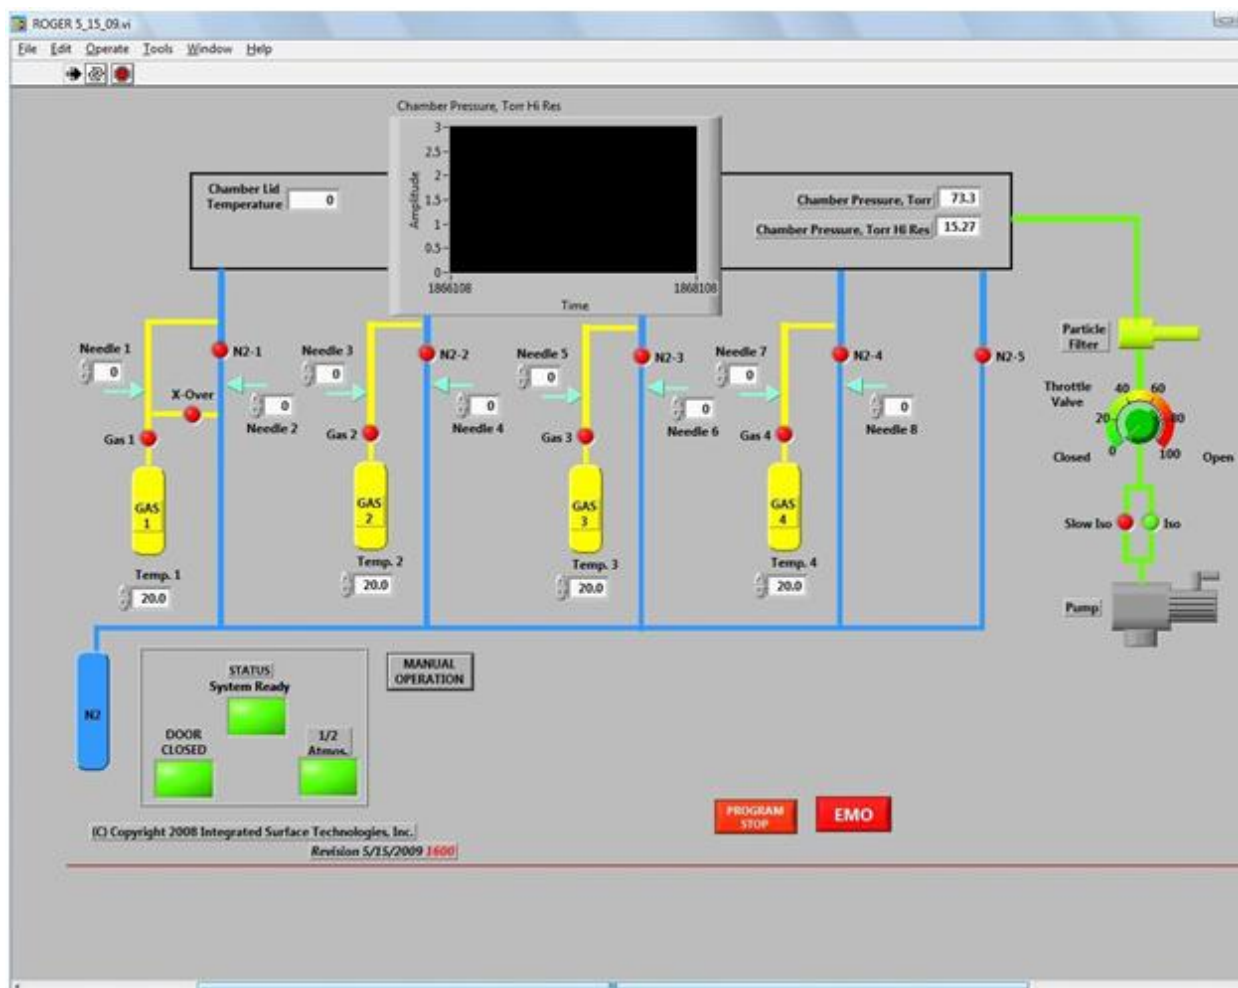 ROGER 5_15_09.vi
File Edit Operate Tools Window Help
Chamber Pressure, Torr Hi Res
3
2.5
2
1.5
1
0.5
0
Amplitude
1866108
1868108
Time
Chamber Lid
Temperature
0
Chamber Pressure, Torr 73.3
Chamber Pressure, Torr Hi Res 15.27
Needle 1
0
N2-1
X-Over
0
Needle 2
Gas 1
GAS
1
Temp. 1
20.0
Needle 3
0
N2-2
0
Needle 4
Gas 2
GAS
2
Temp. 2
20.0
Needle 5
0
N2-3
0
Needle 6
Gas 3
GAS
3
Temp. 3
20.0
Needle 7
0
N2-4
0
Needle 8
Gas 4
GAS
4
Temp. 4
20.0
N2-5
Particle
Filter
Throttle
Valve
0
20
40
60
80
100
Closed
Open
Slow Iso
Iso
Pump
N2
STATUS
System Ready
DOOR
CLOSED
1/2
Atmos.
MANUAL
OPERATION
PROGRAM
STOP
EMO
(C) Copyright 2008 Integrated Surface Technologies, Inc.
Revision 5/15/2009 1600